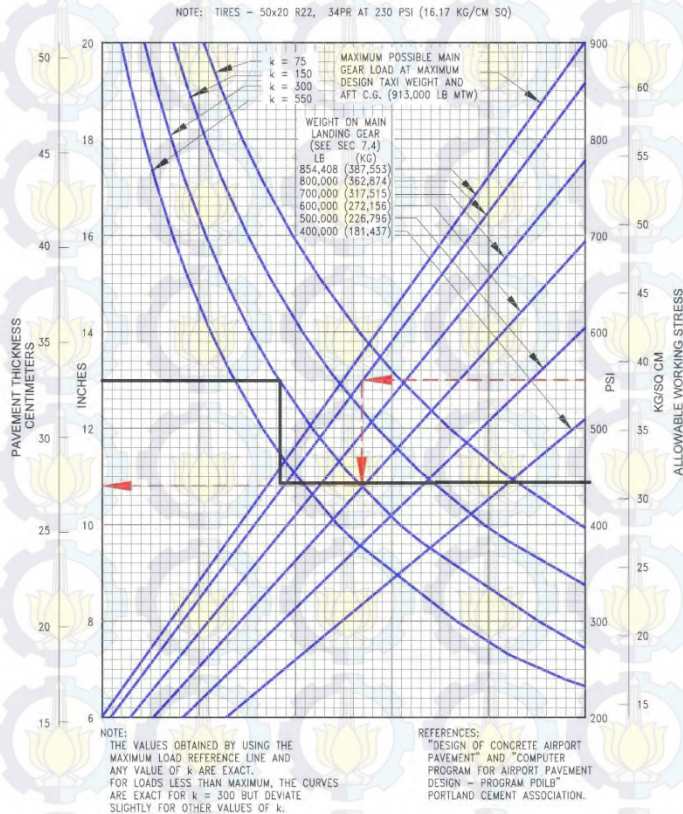 NOTE: TIRES - 50x20 R22, 34PR AT 230 PSI (16.17 KG/CM SQ)
k = 75
k = 150
k = 300
k = 550
MAXIMUM POSSIBLE MAIN
GEAR LOAD AT MAXIMUM
DESIGN TAXI WEIGHT AND
AFT C.G. (913,000 LB MTW)
WEIGHT ON MAIN
LANDING GEAR
(SEE SEC 7.4)
LB (KG)
854,408 (387,553)
800,000 (362,874)
700,000 (317,515)
600,000 (272,156)
500,000 (226,796)
400,000 (181,437)
PAVEMENT THICKNESS
CENTIMETERS
50
45
40
35
30
25
20
15
INCHES
20
18
16
14
12
10
8
6
900
800
700
600
500
400
300
200
PSI
60
55
50
45
40
35
30
25
20
15
KG/SQ CM
ALLOWABLE WORKING STRESS
NOTE:
THE VALUES OBTAINED BY USING THE
MAXIMUM LOAD REFERENCE LINE AND
ANY VALUE OF k ARE EXACT.
FOR LOADS LESS THAN MAXIMUM, THE CURVES
ARE EXACT FOR k = 300 BUT DEVIATE
SLIGHTLY FOR OTHER VALUES OF k.
REFERENCES:
"DESIGN OF CONCRETE AIRPORT
PAVEMENT" AND "COMPUTER
PROGRAM FOR AIRPORT PAVEMENT
DESIGN - PROGRAM PDILB"
PORTLAND CEMENT ASSOCIATION.